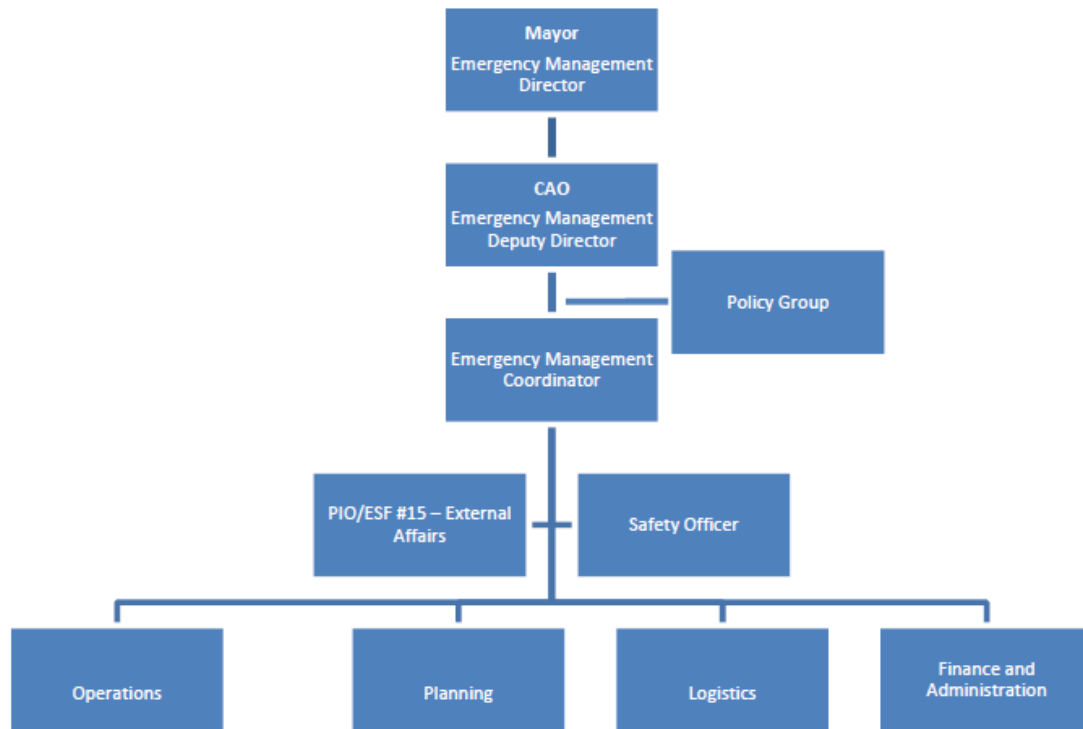 Mayor
Emergency Management
Director
CAO
Emergency Management
Deputy Director
Policy Group
Emergency Management
Coordinator
PIO/ESF #15 – External
Affairs
Safety Officer
Operations
Planning
Logistics
Finance and
Administration